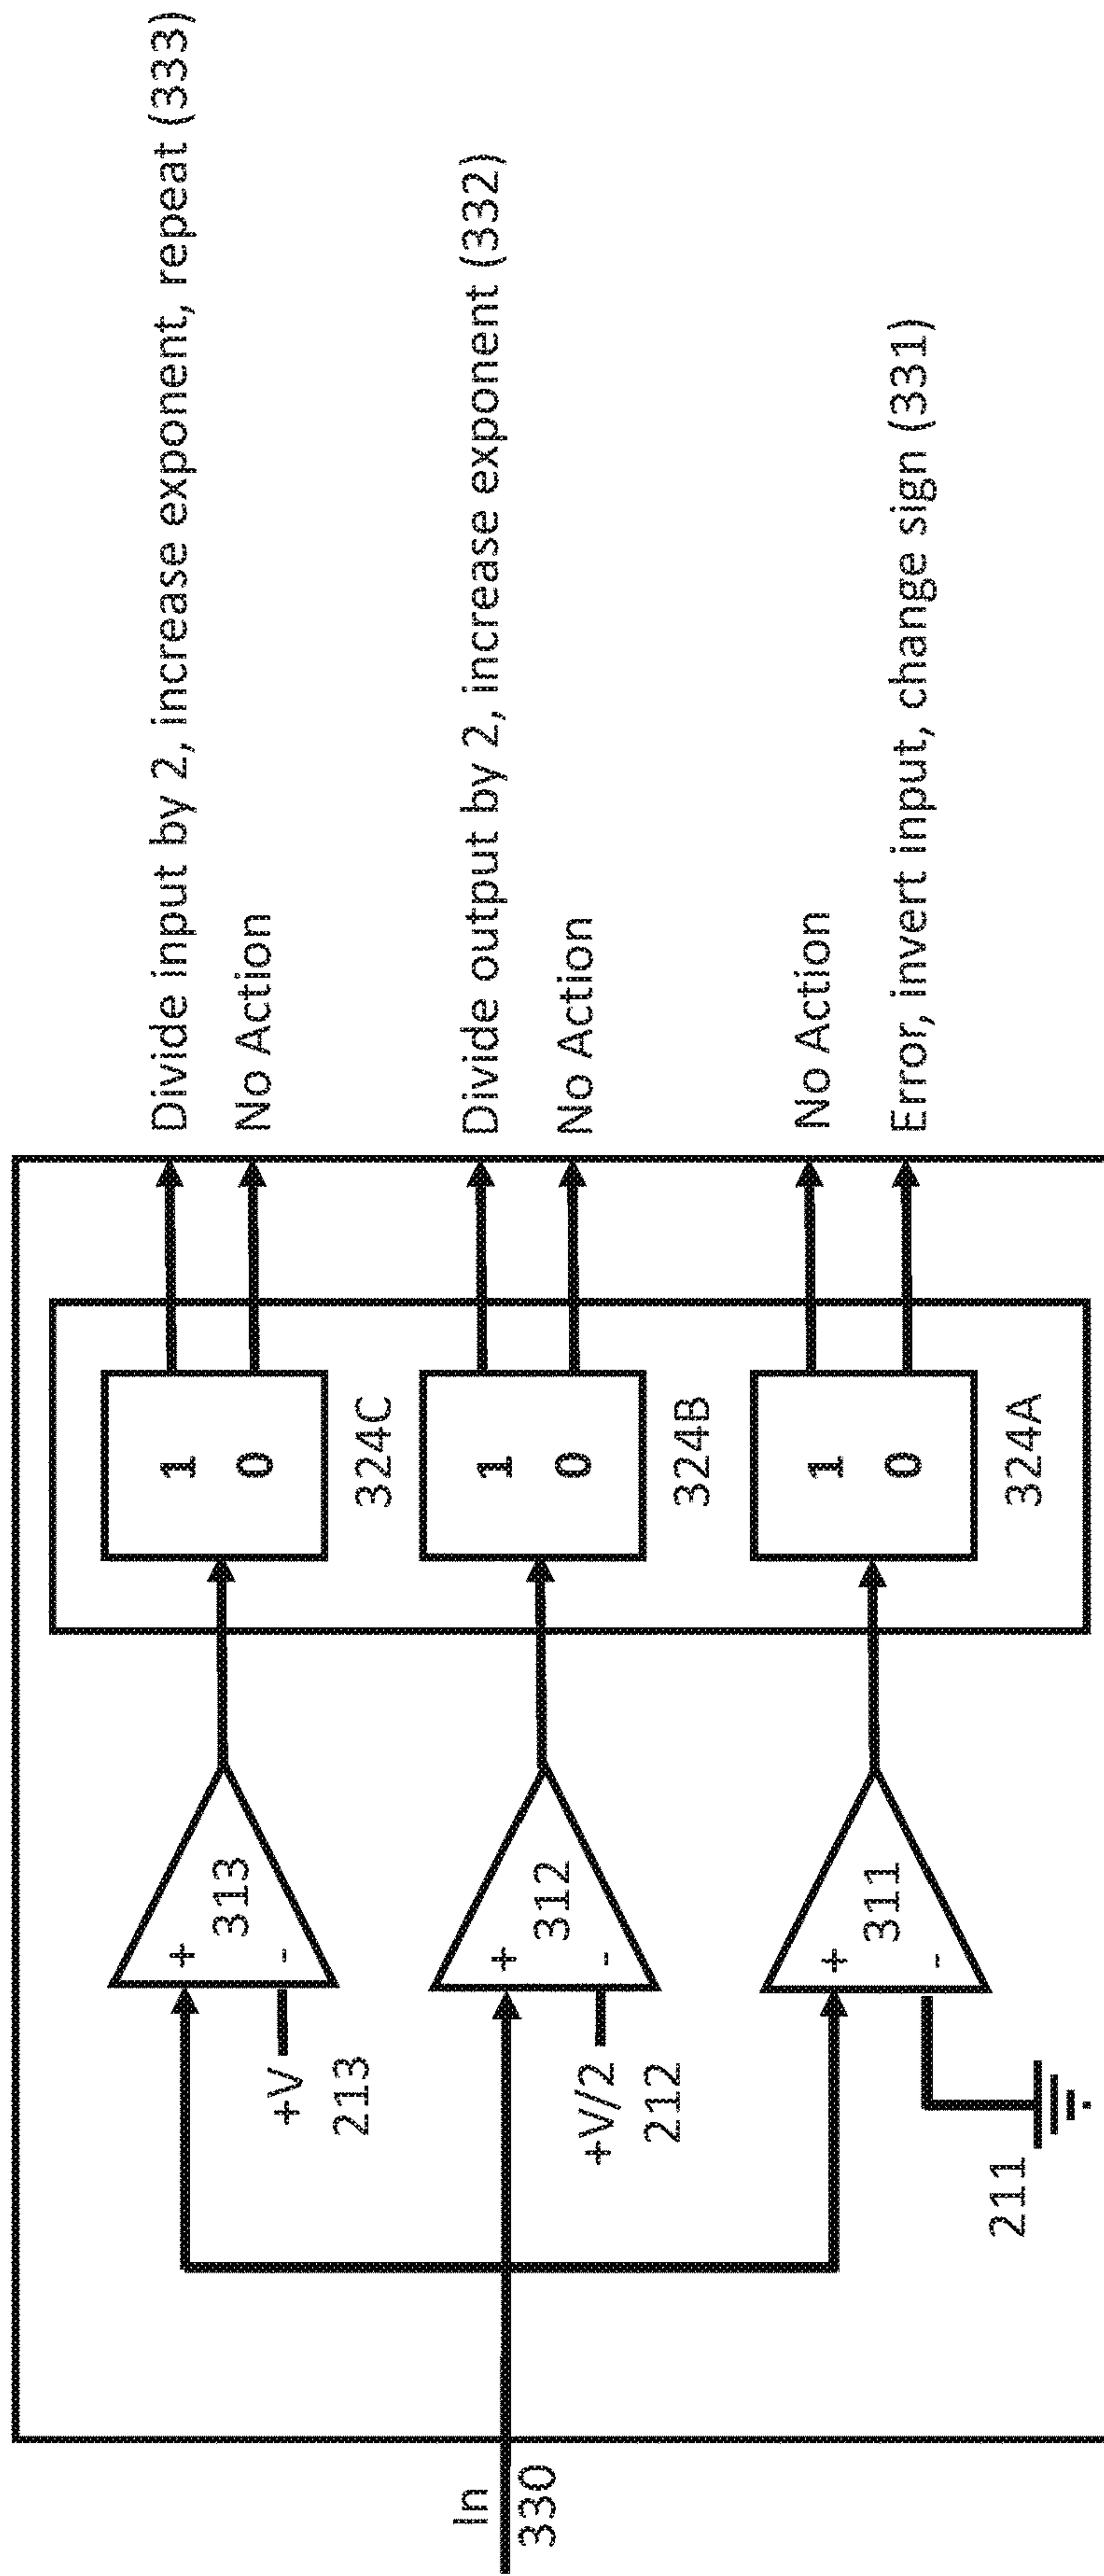 In
330
+V
213
+
-
313
1
0
324C
Divide input by 2, increase exponent, repeat (333)
No Action
+V/2
212
+
-
312
1
0
324B
Divide output by 2, increase exponent (332)
No Action
211
+
-
311
1
0
324A
No Action
Error, invert input, change sign (331)